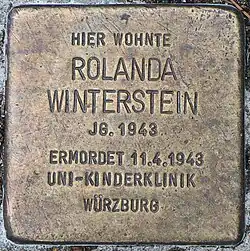 HIER WOHNTE
ROLANDA
WINTERSTEIN
JG. 1943
ERMORDET 11.4.1943
UNI-KINDERKLINIK
WÜRZBURG